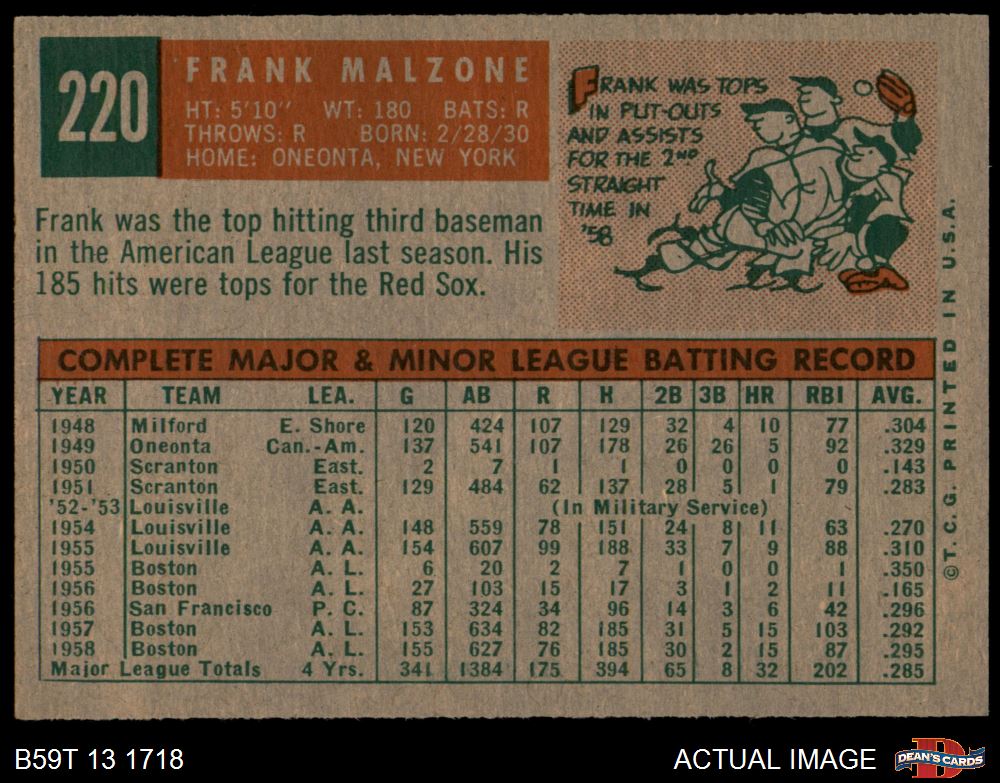 220
FRANK MALZONE
HT: 5'10" WT: 180 BATS: R
THROWS: R BORN: 2/28/30
HOME: ONEONTA, NEW YORK
Frank was the top hitting third baseman
in the American League last season. His
185 hits were tops for the Red Sox.
FRANK WAS TOPS
IN PUT-OUTS
AND ASSISTS
FOR THE 2ND
STRAIGHT
TIME IN
'58
COMPLETE MAJOR & MINOR LEAGUE BATTING RECORD
YEAR TEAM LEA. G AB R H 2B 3B HR RBI AVG.
1948 Milford E. Shore 120 424 107 129 32 4 10 77 .304
1949 Oneonta Can.-Am. 137 541 107 178 26 26 5 92 .329
1950 Scranton East. 2 7 1 1 0 0 0 0 .143
1951 Scranton East. 129 484 62 137 28 5 1 79 .283
'52-'53 Louisville A. A. (In Military Service)
1954 Louisville A. A. 148 559 78 151 24 8 11 63 .270
1955 Louisville A. A. 154 607 99 188 33 7 9 88 .310
1955 Boston A. L. 6 20 2 7 1 0 0 1 .350
1956 Boston A. L. 27 103 15 17 3 1 2 11 .165
1956 San Francisco P. C. 87 324 34 96 14 3 6 42 .296
1957 Boston A. L. 153 634 82 185 31 5 15 103 .292
1958 Boston A. L. 155 627 76 185 30 2 15 87 .295
Major League Totals 4 Yrs. 341 1384 175 394 65 8 32 202 .285
©T.C.G. PRINTED IN U.S.A.
B59T 13 1718
ACTUAL IMAGE
D
DEAN'S CARDS